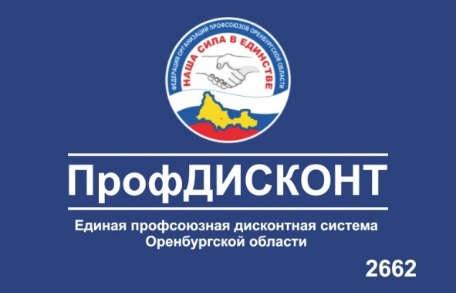 ФЕДЕРАЦИЯ ОРГАНИЗАЦИЙ ПРОФСОЮЗОВ ОРЕНБУРГСКОЙ ОБЛАСТИ
НАША СИЛА В ЕДИНСТВЕ
ПрофДИСКОНТ
Единая профсоюзная дисконтная система
Оренбургской области
2662